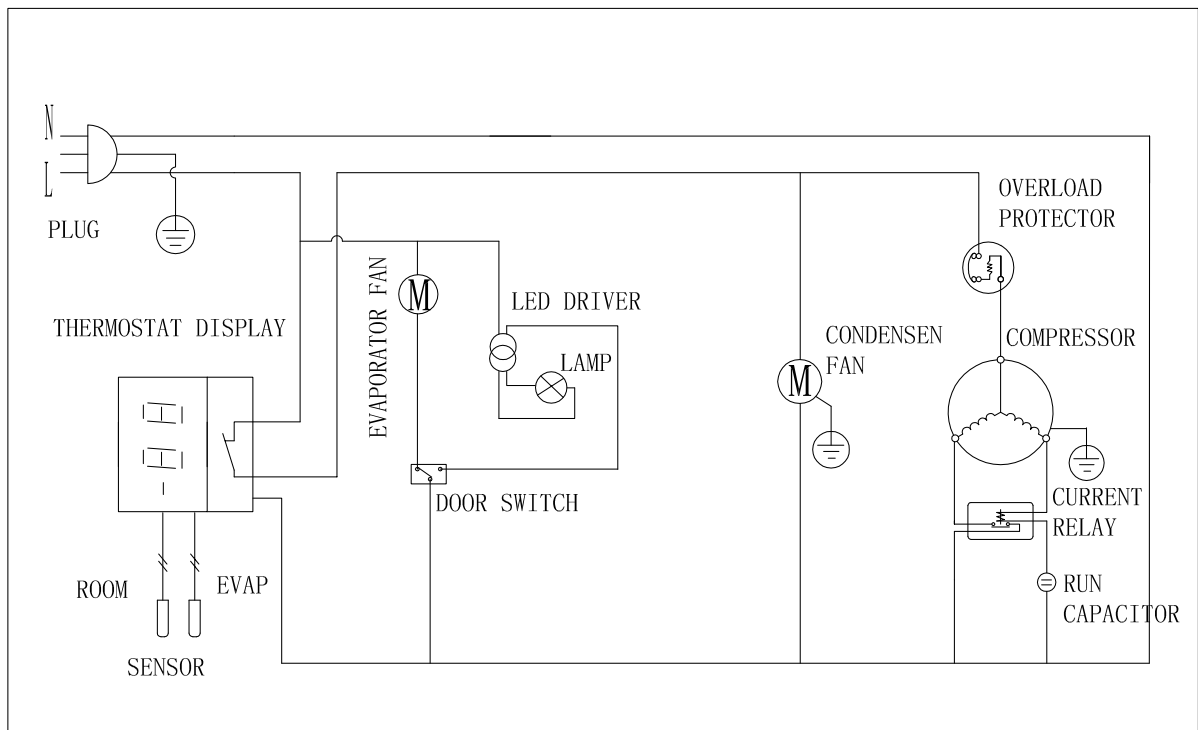 N
L
PLUG
THERMOSTAT DISPLAY
ROOM
EVAP
SENSOR
EVAPORATOR FAN
M
LED DRIVER
LAMP
DOOR SWITCH
M
CONDENSEN
FAN
OVERLOAD
PROTECTOR
COMPRESSOR
CURRENT
RELAY
RUN
CAPACITOR